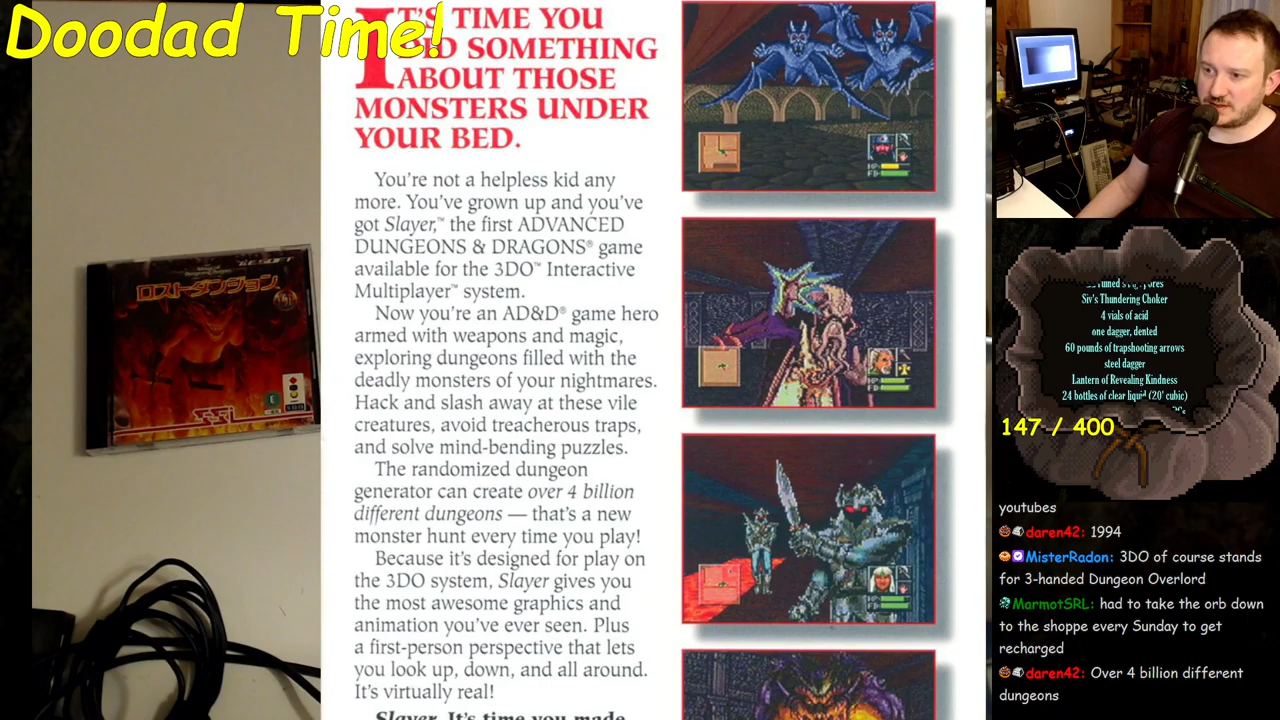 Doodad Time!
IT'S TIME YOU
DID SOMETHING
ABOUT THOSE
MONSTERS UNDER
YOUR BED.
You're not a helpless kid any
more. You've grown up and you've
got Slayer,™ the first ADVANCED
DUNGEONS & DRAGONS® game
available for the 3DO™ Interactive
Multiplayer™ system.
Now you're an AD&D® game hero
armed with weapons and magic,
exploring dungeons filled with the
deadly monsters of your nightmares.
Hack and slash away at these vile
creatures, avoid treacherous traps,
and solve mind-bending puzzles.
The randomized dungeon
generator can create over 4 billion
different dungeons — that's a new
monster hunt every time you play!
Because it's designed for play on
the 3DO system, Slayer gives you
the most awesome graphics and
animation you've ever seen. Plus
a first-person perspective that lets
you look up, down, and all around.
It's virtually real!
Slayer. It's time you made
ロストダンジョン
SSI
E
Siv's Thundering Choker
4 vials of acid
one dagger, dented
60 pounds of trapshooting arrows
steel dagger
Lantern of Revealing Kindness
24 bottles of clear liquid (20' cubic)
147 / 400
youtubes
daren42: 1994
MisterRadon: 3DO of course stands
for 3-handed Dungeon Overlord
MarmotSRL: had to take the orb down
to the shoppe every Sunday to get
recharged
daren42: Over 4 billion different
dungeons